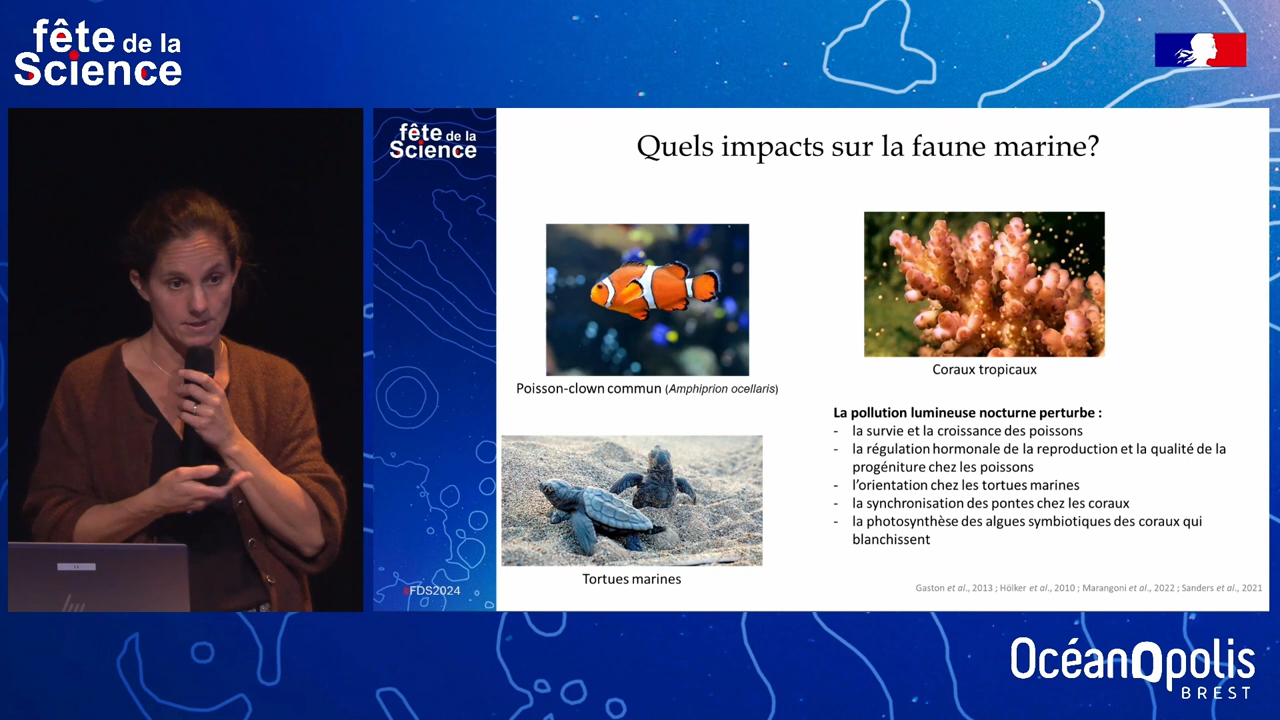 fête de la
Science
fête de la
Science
Quels impacts sur la faune marine?
Poisson-clown commun (Amphiprion ocellaris)
Coraux tropicaux
La pollution lumineuse nocturne perturbe :
- la survie et la croissance des poissons
- la régulation hormonale de la reproduction et la qualité de la
progéniture chez les poissons
- l'orientation chez les tortues marines
- la synchronisation des pontes chez les coraux
- la photosynthèse des algues symbiotiques des coraux qui
blanchissent
Tortues marines
#FDS2024
Gaston et al., 2013 ; Hölker et al., 2010 ; Marangoni et al., 2022 ; Sanders et al., 2021
hp
OcéanOpolis
BREST